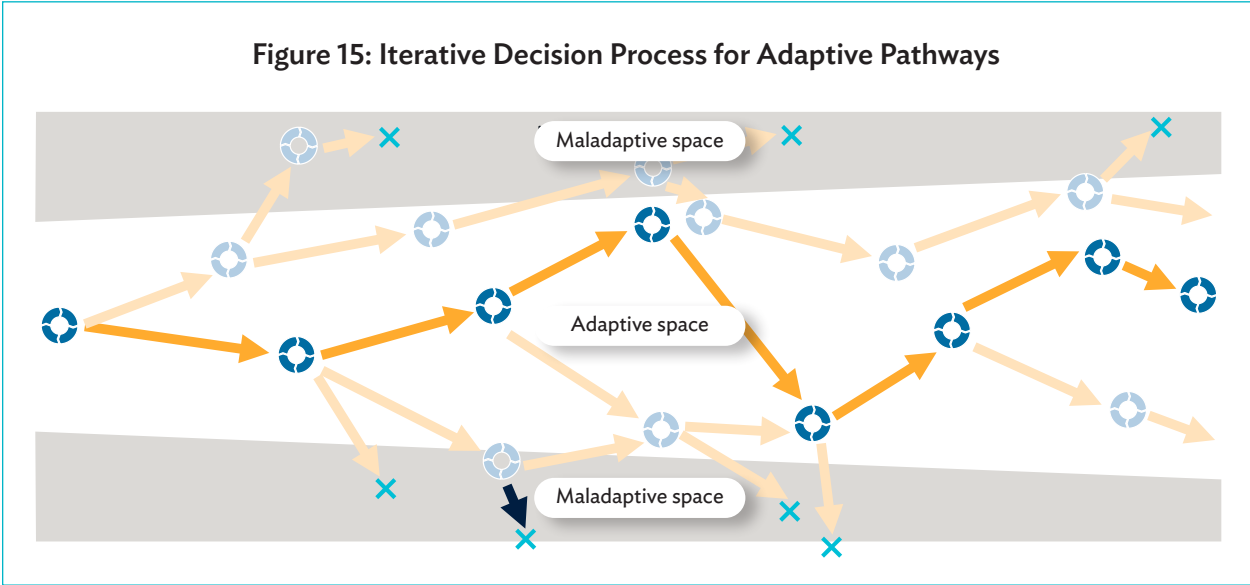 Figure 15: Iterative Decision Process for Adaptive Pathways
Maladaptive space
Adaptive space
Maladaptive space